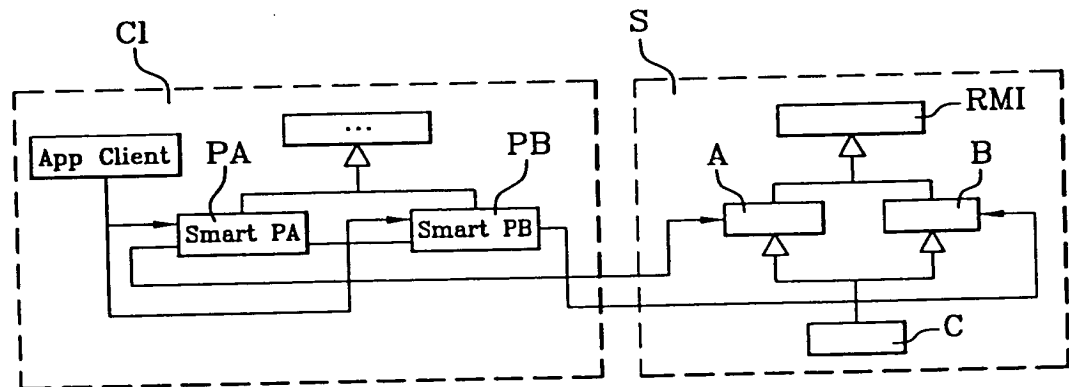 Cl
S
...
RMI
App Client
PA
PB
A
B
Smart PA
Smart PB
C